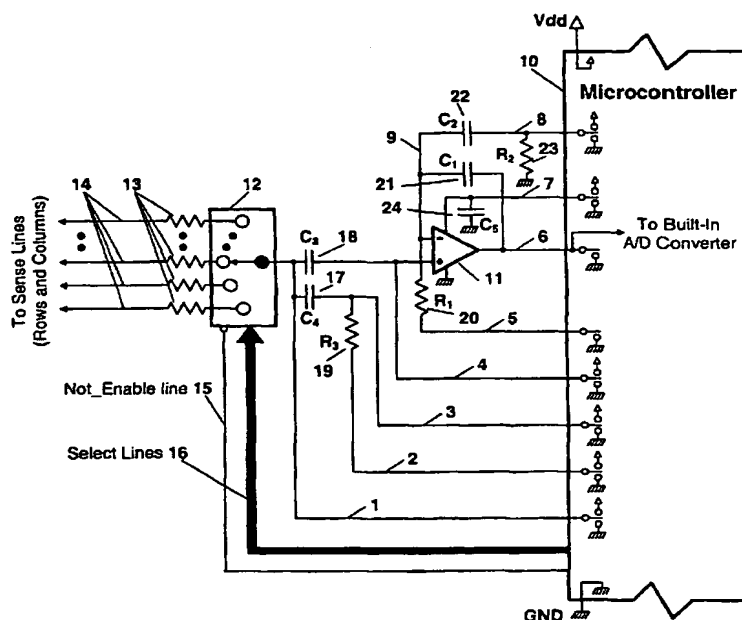 Vdd
10
Microcontroller
22
C2
8
9
R2
23
C1
21
7
24
C5
14
13
12
To Sense Lines
(Rows and Columns)
C3
18
17
C4
6
To Built-In
A/D Converter
11
R1
20
5
R3
19
4
3
2
1
Not_Enable line 15
Select Lines 16
GND